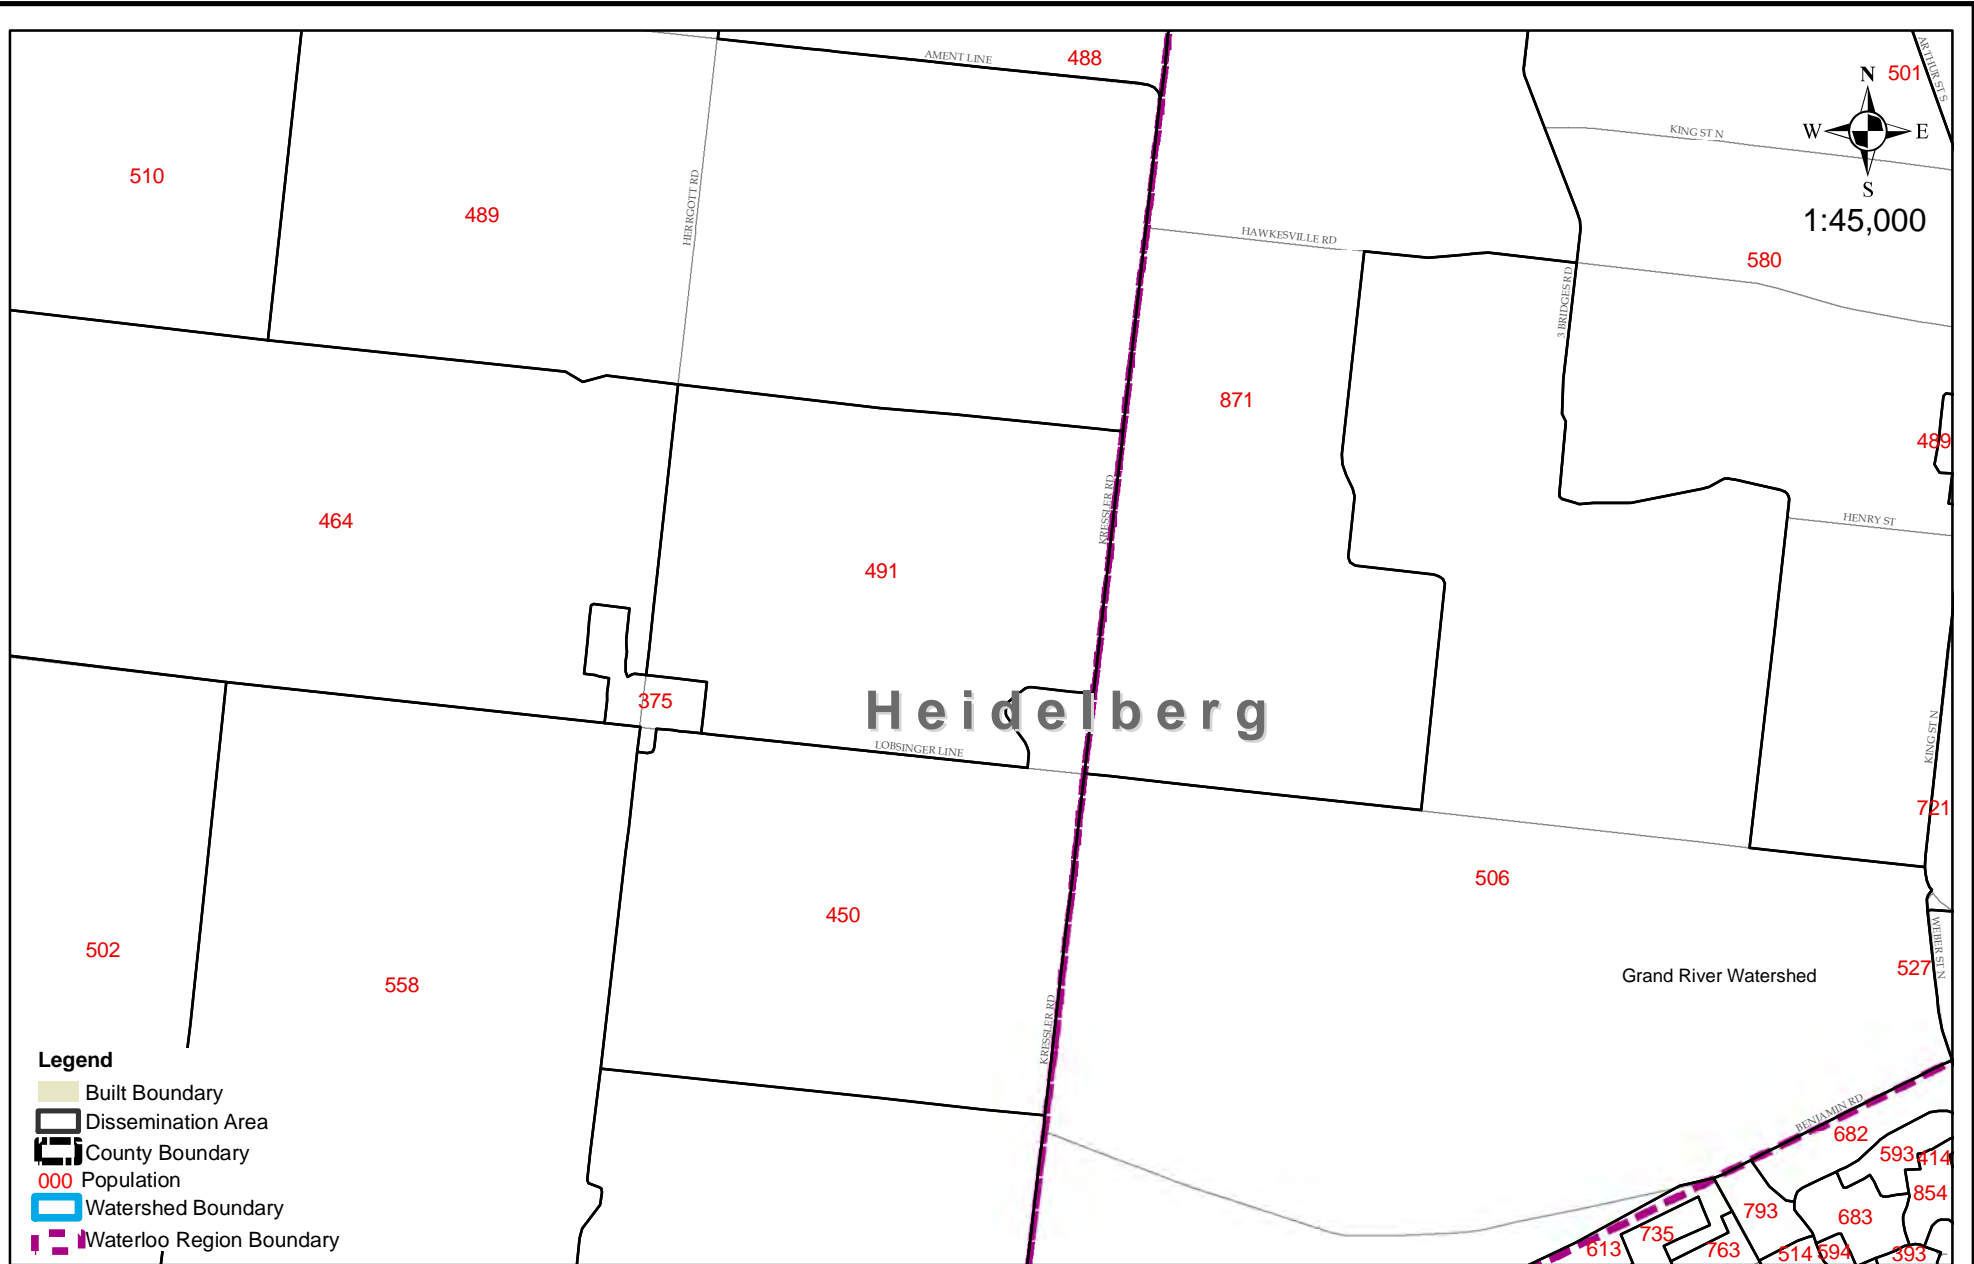 AMENT LINE
488
ARTHUR ST S
501
N
W
E
S
1:45,000
KING ST N
510
489
HERRGOTT RD
HAWKESVILLE RD
580
3 BRIDGES RD
871
489
464
491
KRESSLER RD
HENRY ST
375
Heidelberg
LOBSINGER LINE
KING ST N
721
506
450
502
558
WEBER ST N
527
Grand River Watershed
KRESSLER RD
BENJAMIN RD
682
593
414
854
793
683
735
613
763
514
594
393
Legend
Built Boundary
Dissemination Area
County Boundary
000 Population
Watershed Boundary
Waterloo Region Boundary